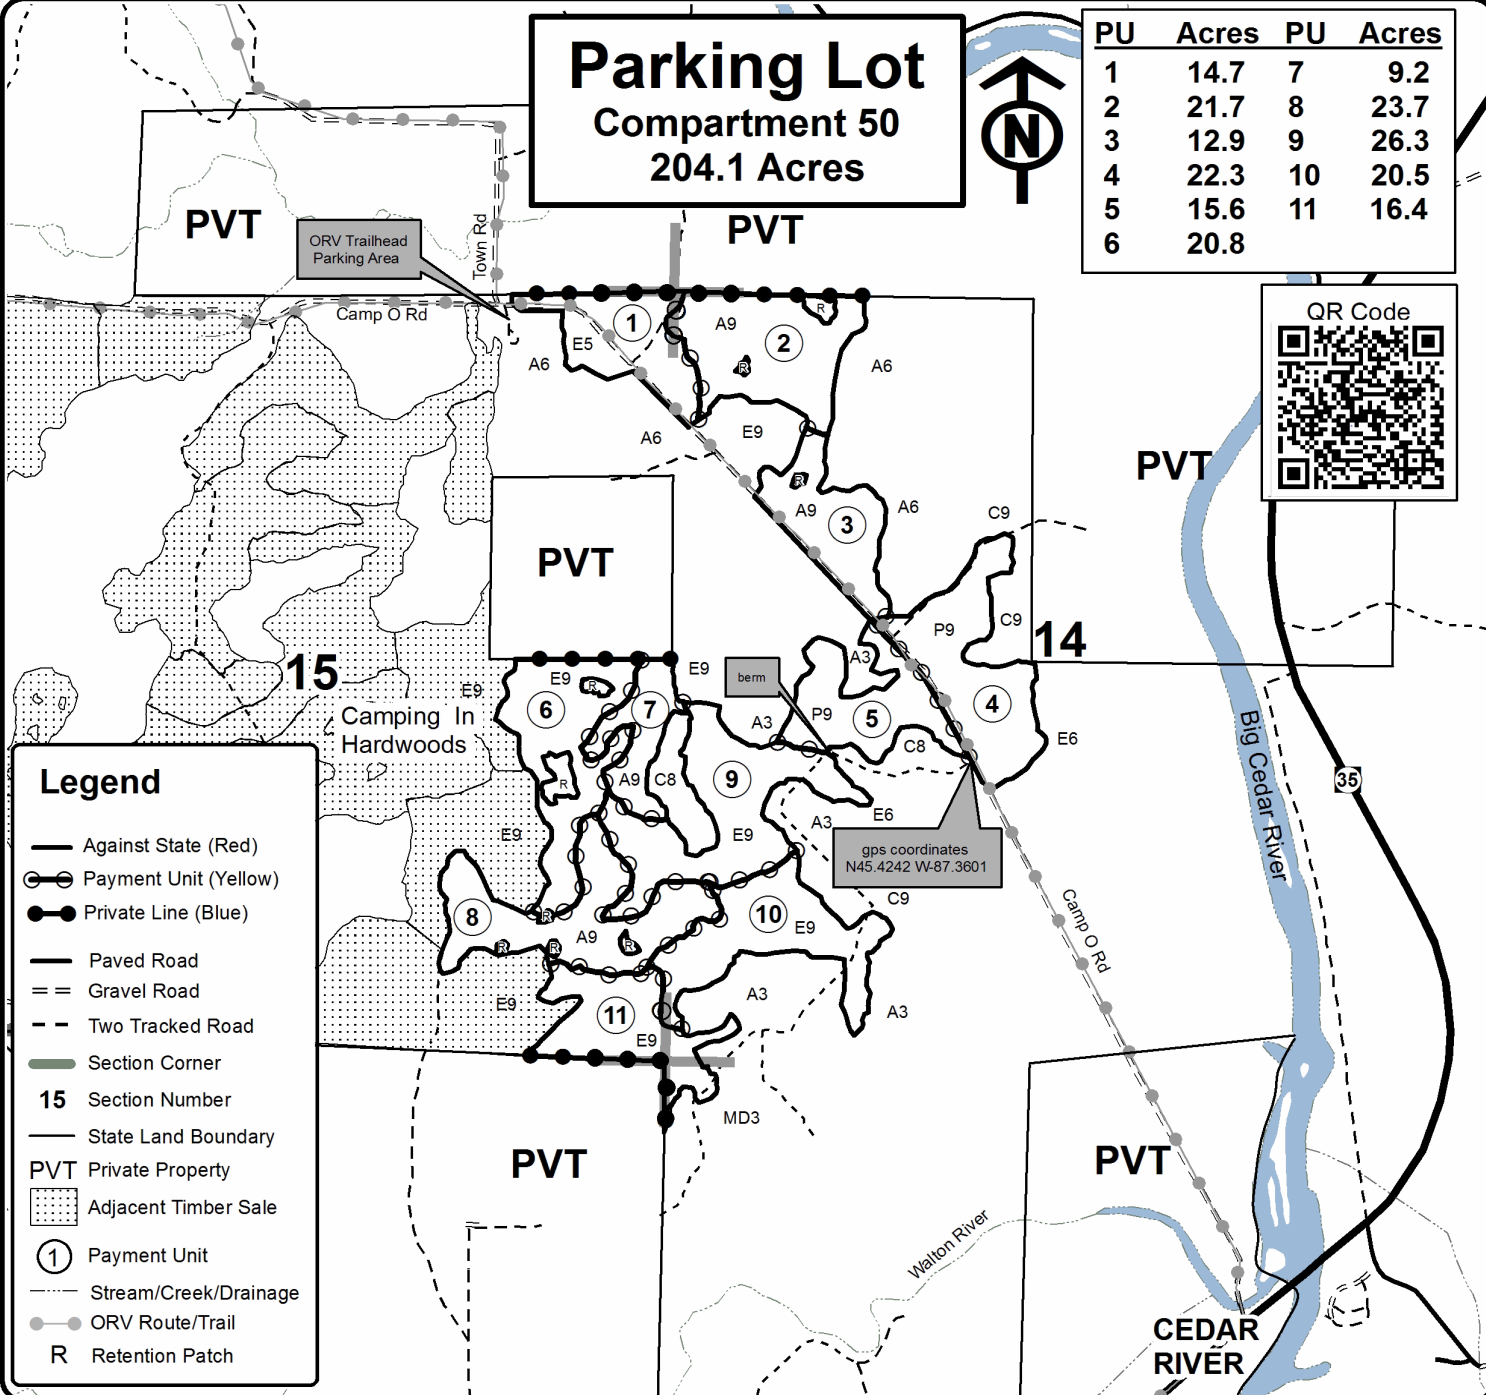 Parking Lot
Compartment 50
204.1 Acres
N
PU Acres PU Acres
1 14.7 7 9.2
2 21.7 8 23.7
3 12.9 9 26.3
4 22.3 10 20.5
5 15.6 11 16.4
6 20.8
QR Code
PVT
PVT
ORV Trailhead
Parking Area
Town Rd
Camp O Rd
1
A9
R
2
E5
A6
R
A6
A6
E9
PVT
R
A9
3
A6
C9
PVT
15
14
P9
C9
A3
E9
E9
E9
R
berm
6
7
P9
A3
5
4
C8
E6
Camping In
Hardwoods
R
A9
C8
9
35
Big Cedar River
E9
E9
A3
E6
gps coordinates
N45.4242 W-87.3601
C9
8
R
A9
R
R
R
10
E9
Camp O Rd
E9
11
E9
A3
A3
MD3
PVT
PVT
Walton River
CEDAR
RIVER
Legend
Against State (Red)
Payment Unit (Yellow)
Private Line (Blue)
Paved Road
Gravel Road
Two Tracked Road
Section Corner
15 Section Number
State Land Boundary
PVT Private Property
Adjacent Timber Sale
1 Payment Unit
Stream/Creek/Drainage
ORV Route/Trail
R Retention Patch